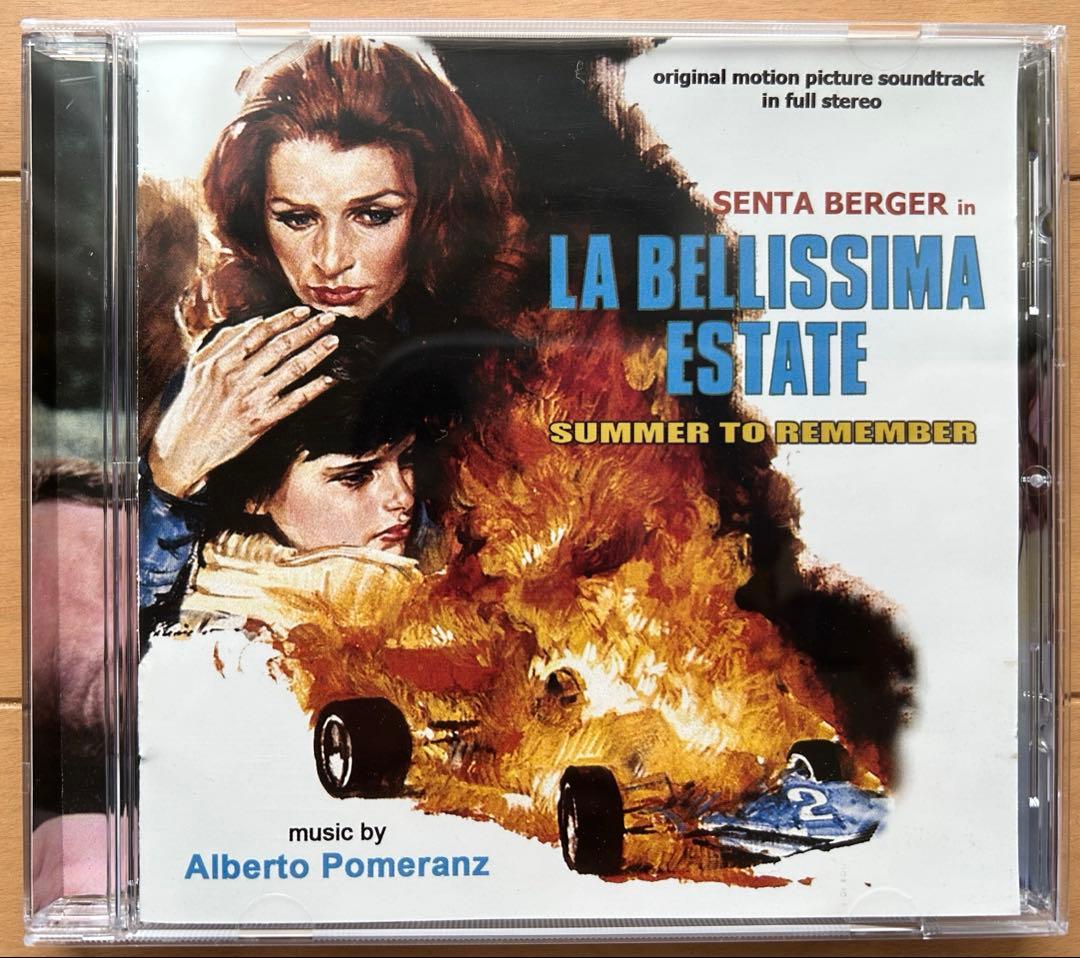 original motion picture soundtrack
in full stereo
SENTA BERGER in
LA BELLISSIMA
ESTATE
SUMMER TO REMEMBER
2
music by
Alberto Pomeranz